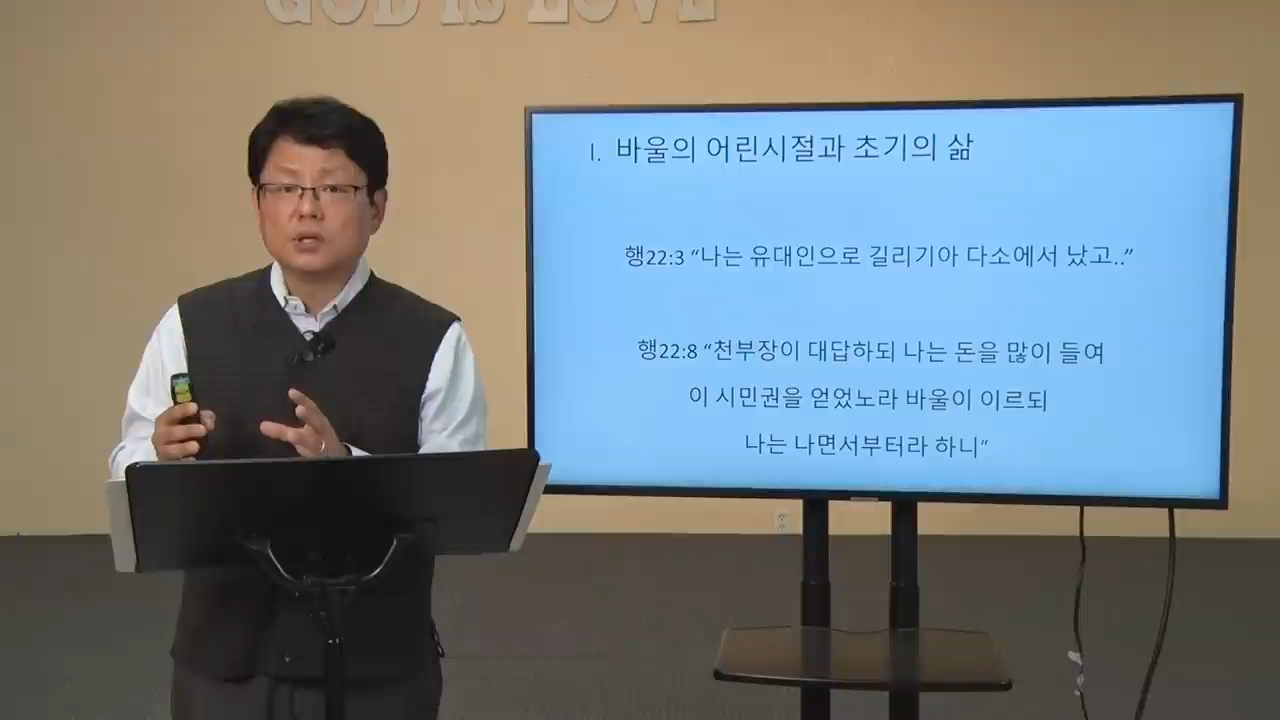 GOD IS LOVE
I. 바울의 어린시절과 초기의 삶
행22:3 “나는 유대인으로 길리기아 다소에서 났고..”
행22:8 “천부장이 대답하되 나는 돈을 많이 들여
이 시민권을 얻었노라 바울이 이르되
나는 나면서부터라 하니”